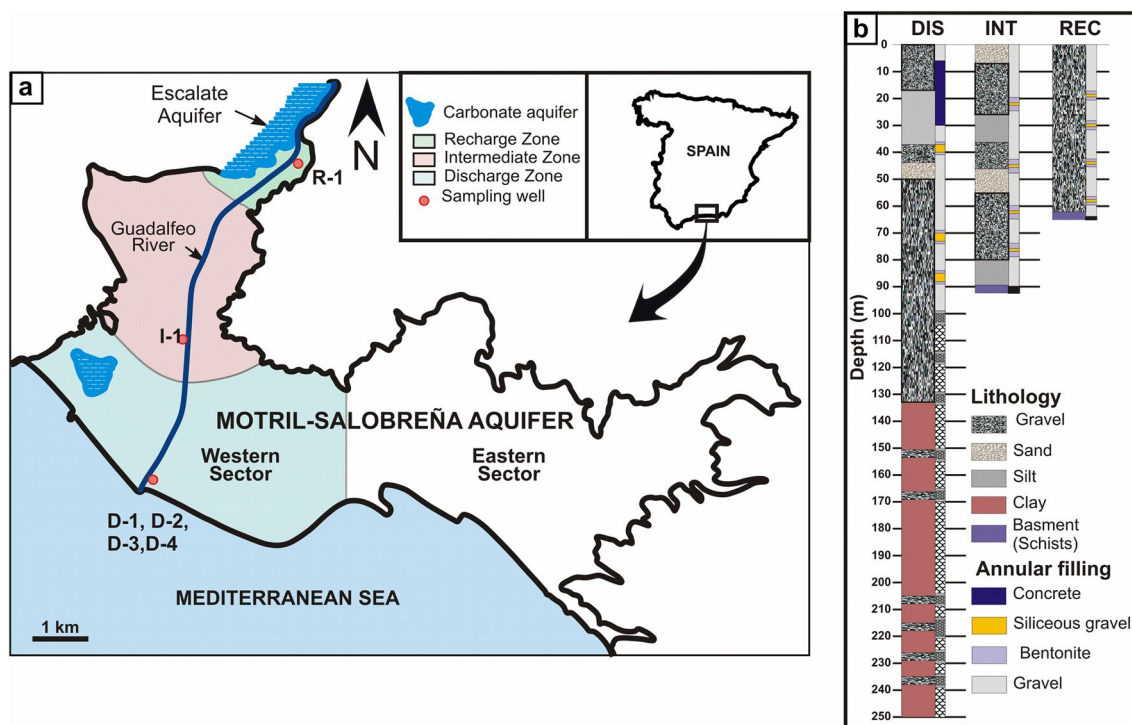 a
Escalate
Aquifer
N
R-1
Guadalfeo
River
I-1
MOTRIL-SALOBREÑA AQUIFER
Western
Sector
Eastern
Sector
D-1, D-2,
D-3,D-4
MEDITERRANEAN SEA
1 km
Carbonate aquifer
Recharge Zone
Intermediate Zone
Discharge Zone
Sampling well
SPAIN
b
DIS INT REC
0
10
20
30
40
50
60
70
80
90
100
110
120
130
140
150
160
170
180
190
200
210
220
230
240
250
Depth (m)
Lithology
Gravel
Sand
Silt
Clay
Basment
(Schists)
Annular filling
Concrete
Siliceous gravel
Bentonite
Gravel